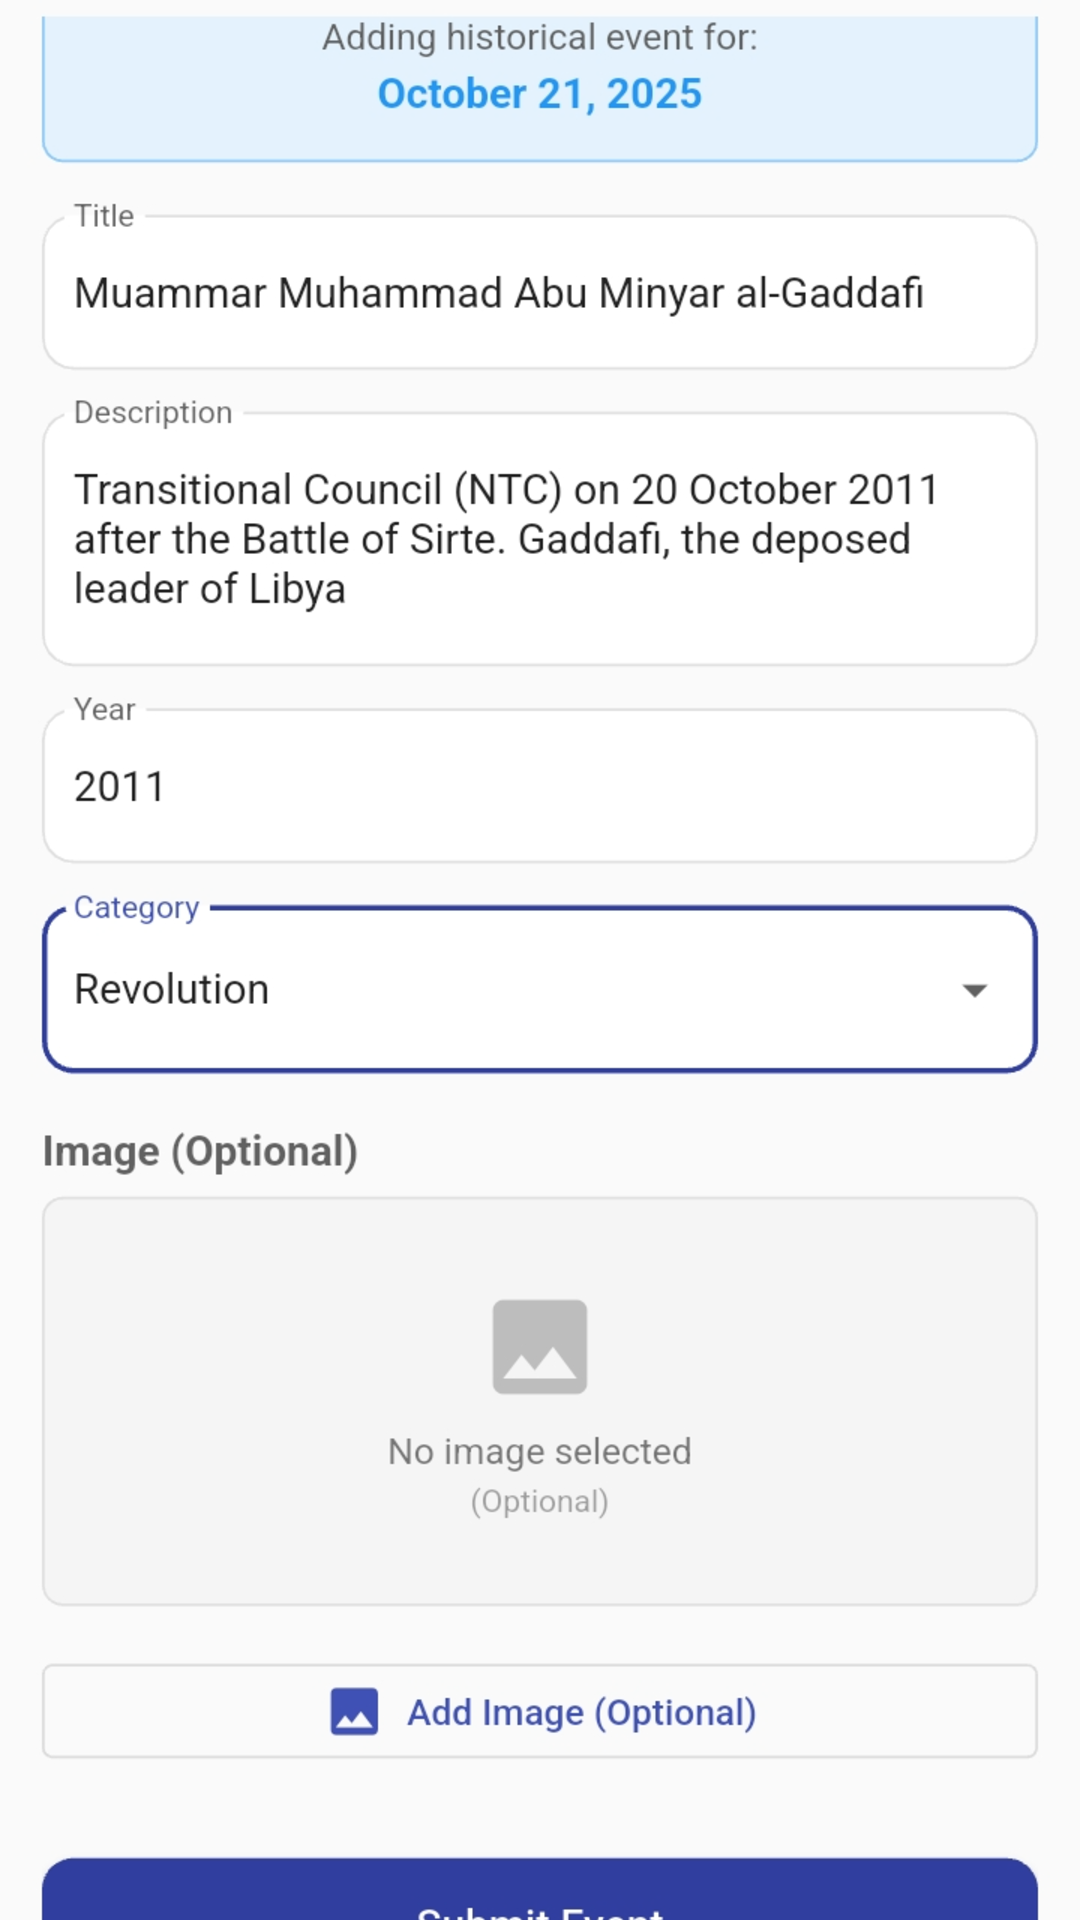 Adding historical event for:
October 21, 2025
Title
Muammar Muhammad Abu Minyar al-Gaddafi
Description
Transitional Council (NTC) on 20 October 2011
after the Battle of Sirte. Gaddafi, the deposed
leader of Libya
Year
2011
Category
Revolution
Image (Optional)
No image selected
(Optional)
Add Image (Optional)
Submit Event